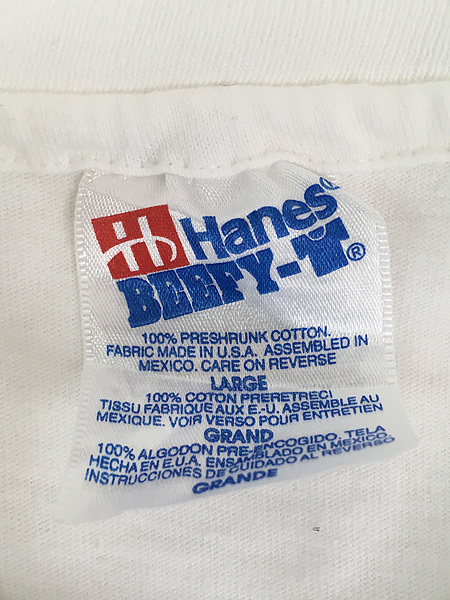 Hanes®
BEEFY-T®
100% PRESHRUNK COTTON.
FABRIC MADE IN U.S.A. ASSEMBLED IN
MEXICO. CARE ON REVERSE
LARGE
100% COTON PRERETRECI
TISSU FABRIQUE AUX E.-U. ASSEMBLE AU
MEXIQUE. VOIR VERSO POUR ENTRETIEN
GRAND
100% ALGODON PRE-ENCOGIDO, TELA
HECHA EN E.U.A. ENSAMBLADO EN MEXICO
INSTRUCCIONES DE CUIDADO AL REVERSO
GRANDE